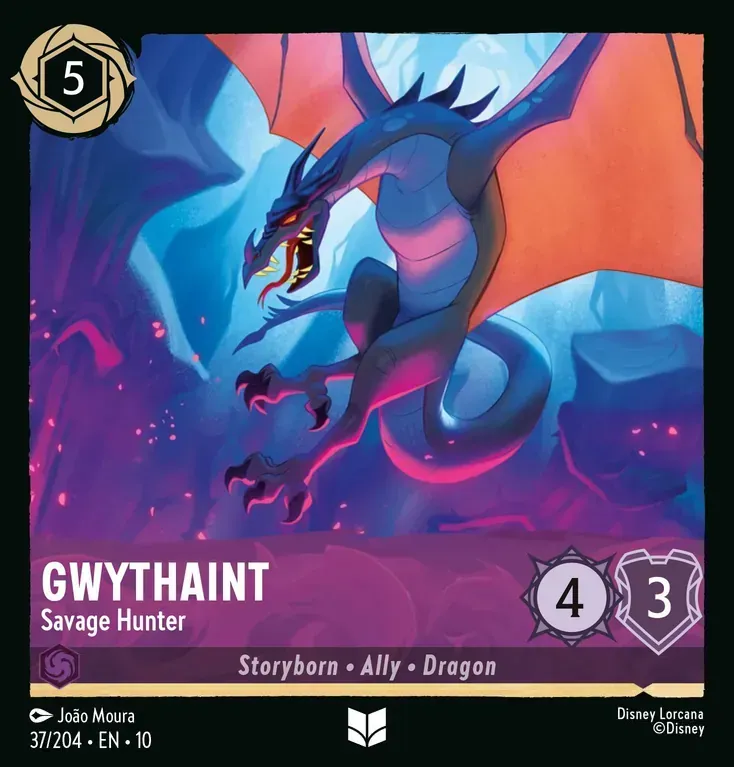 5
GWYTHAINT
Savage Hunter
4
3
Storyborn • Ally • Dragon
João Moura
37/204 • EN • 10
Disney Lorcana
©Disney